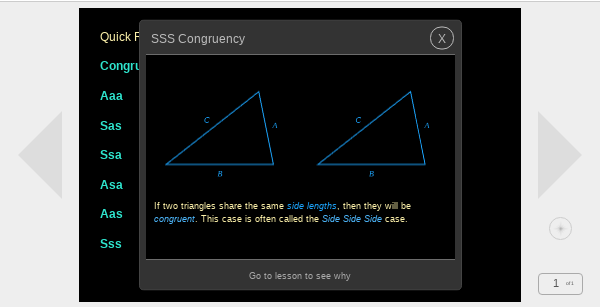 Quick
Congru
Aaa
Sas
Ssa
Asa
Aas
Sss
SSS Congruency
X
C
A
B
C
A
B
If two triangles share the same side lengths, then they will be
congruent. This case is often called the Side Side Side case.
Go to lesson to see why
1 of 1